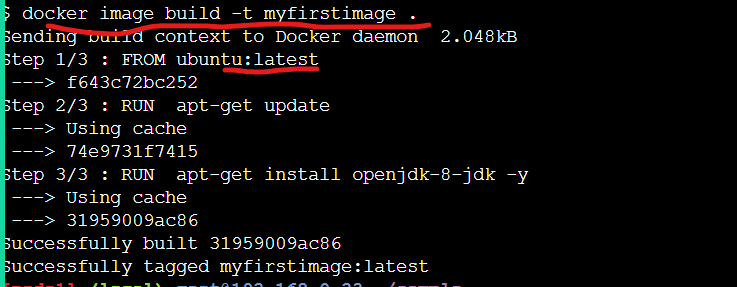 $ docker image build -t myfirstimage .
Sending build context to Docker daemon  2.048kB
Step 1/3 : FROM ubuntu:latest
 ---> f643c72bc252
Step 2/3 : RUN  apt-get update
 ---> Using cache
 ---> 74e9731f7415
Step 3/3 : RUN  apt-get install openjdk-8-jdk -y
 ---> Using cache
 ---> 31959009ac86
Successfully built 31959009ac86
Successfully tagged myfirstimage:latest